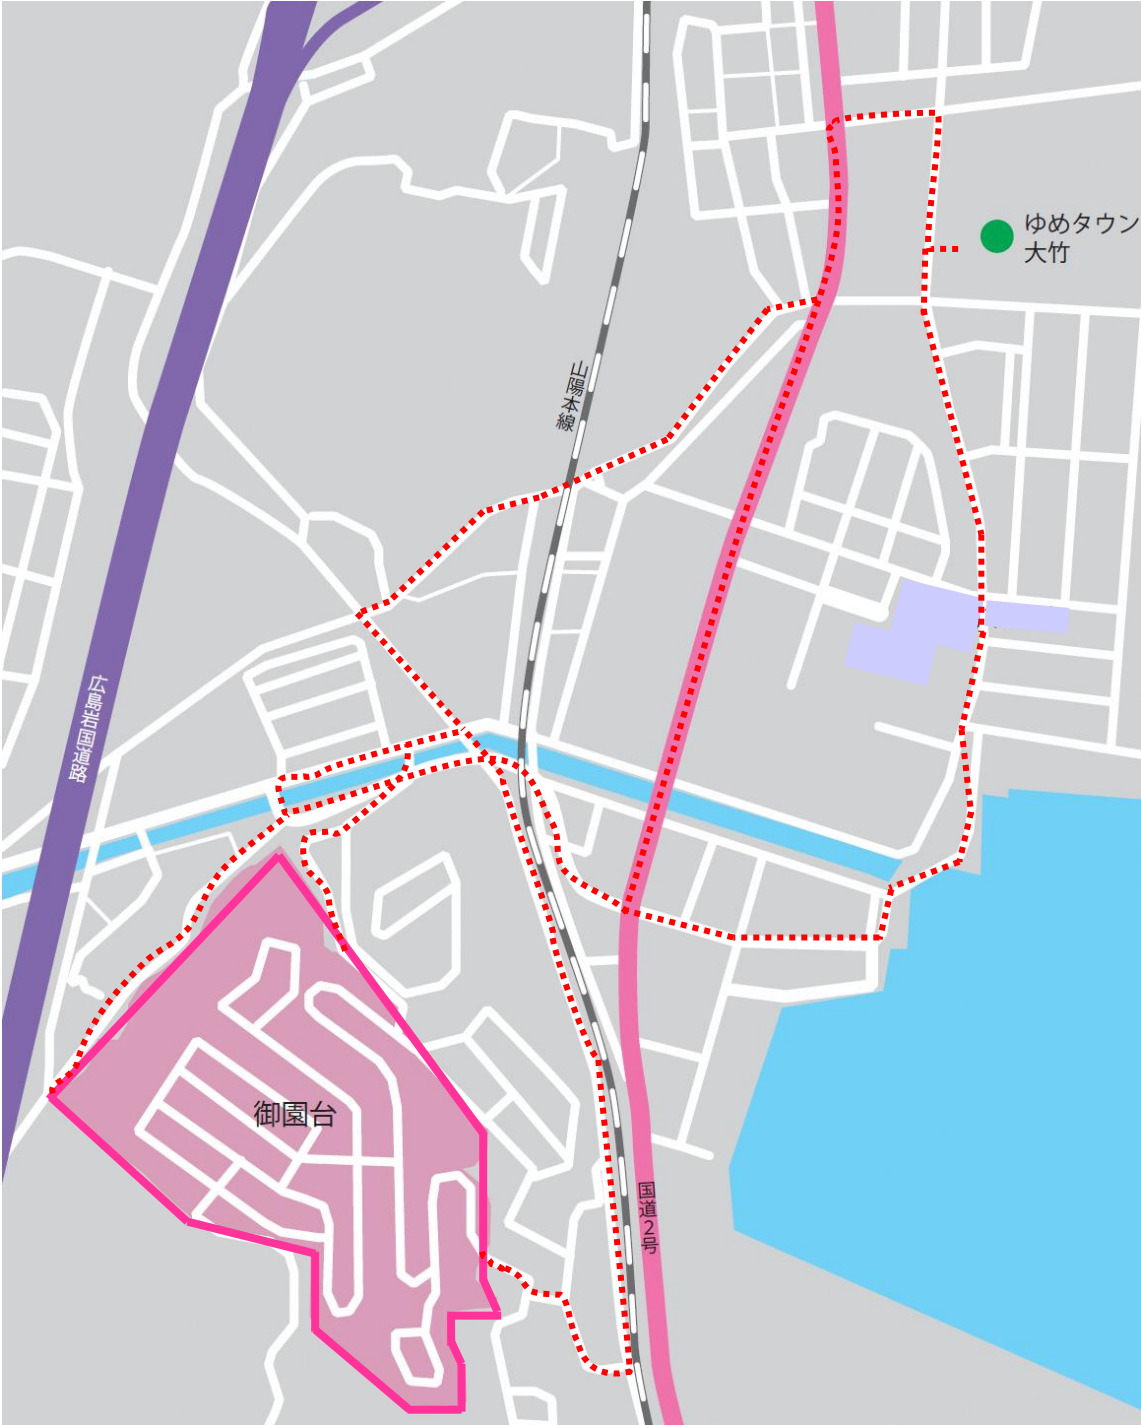 ゆめタウン
大竹
山陽本線
広島岩国道路
御園台
国道2号